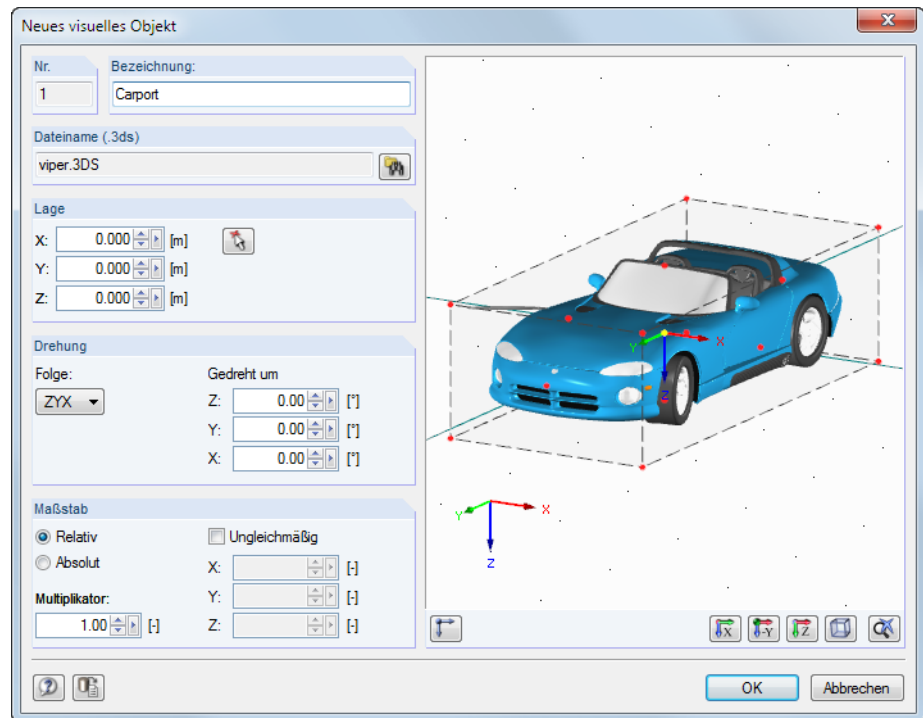 Neues visuelles Objekt
Nr.
Bezeichnung:
1
Carport
Dateiname (.3ds)
viper.3DS
Lage
X: 0.000 [m]
Y: 0.000 [m]
Z: 0.000 [m]
Drehung
Folge:
Gedreht um
ZYX
Z: 0.00 [°]
Y: 0.00 [°]
X: 0.00 [°]
Maßstab
Relativ
Ungleichmäßig
Absolut
X: [-]
Multiplikator:
Y: [-]
1.00 [-]
Z: [-]
Y
X
Z
Y
X
Z
X
-Y
Z
OK
Abbrechen